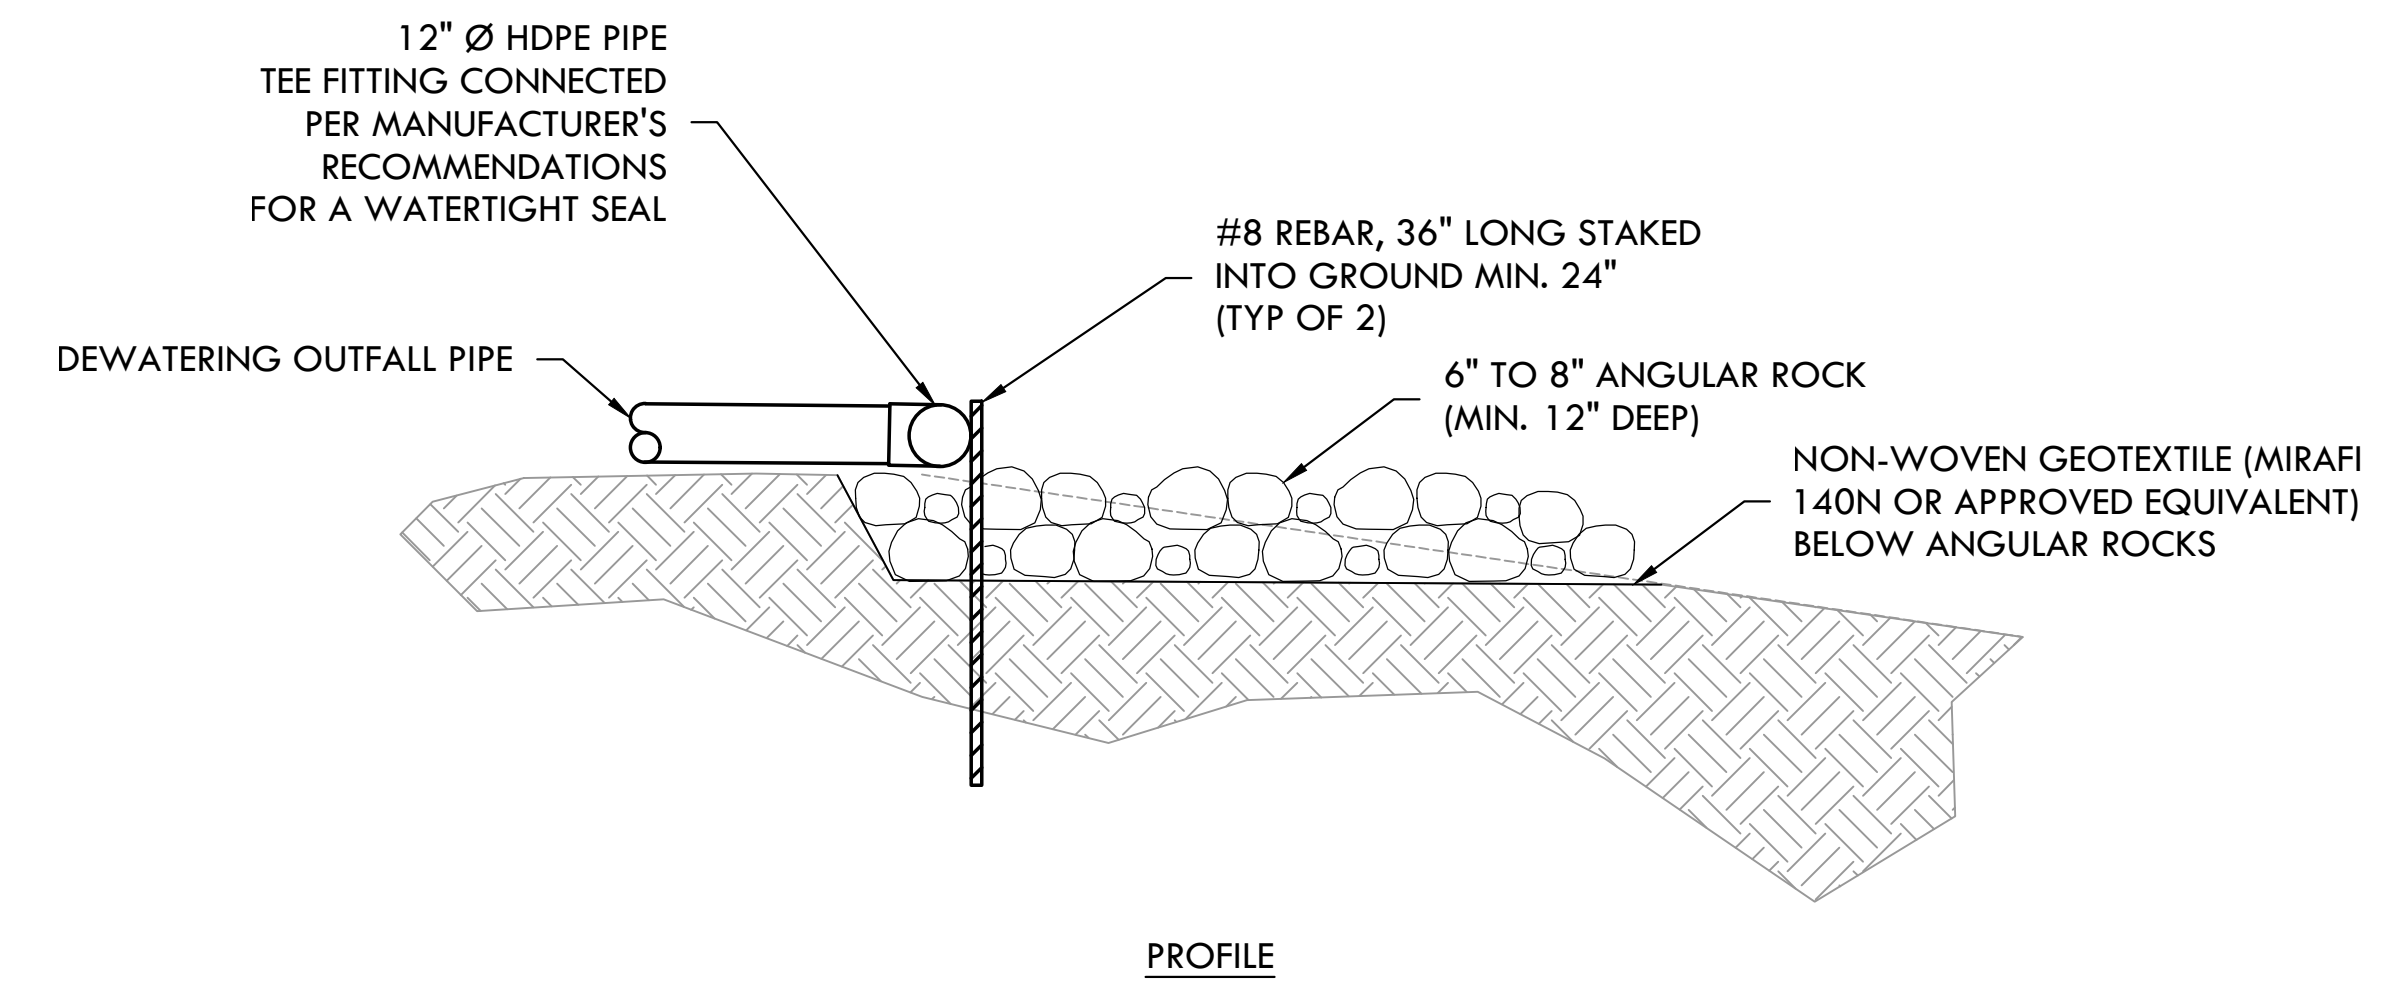 12" Ø HDPE PIPE
TEE FITTING CONNECTED
PER MANUFACTURER'S
RECOMMENDATIONS
FOR A WATERTIGHT SEAL
#8 REBAR, 36" LONG STAKED
INTO GROUND MIN. 24"
(TYP OF 2)
DEWATERING OUTFALL PIPE
6" TO 8" ANGULAR ROCK
(MIN. 12" DEEP)
NON-WOVEN GEOTEXTILE (MIRAFI
140N OR APPROVED EQUIVALENT)
BELOW ANGULAR ROCKS
PROFILE